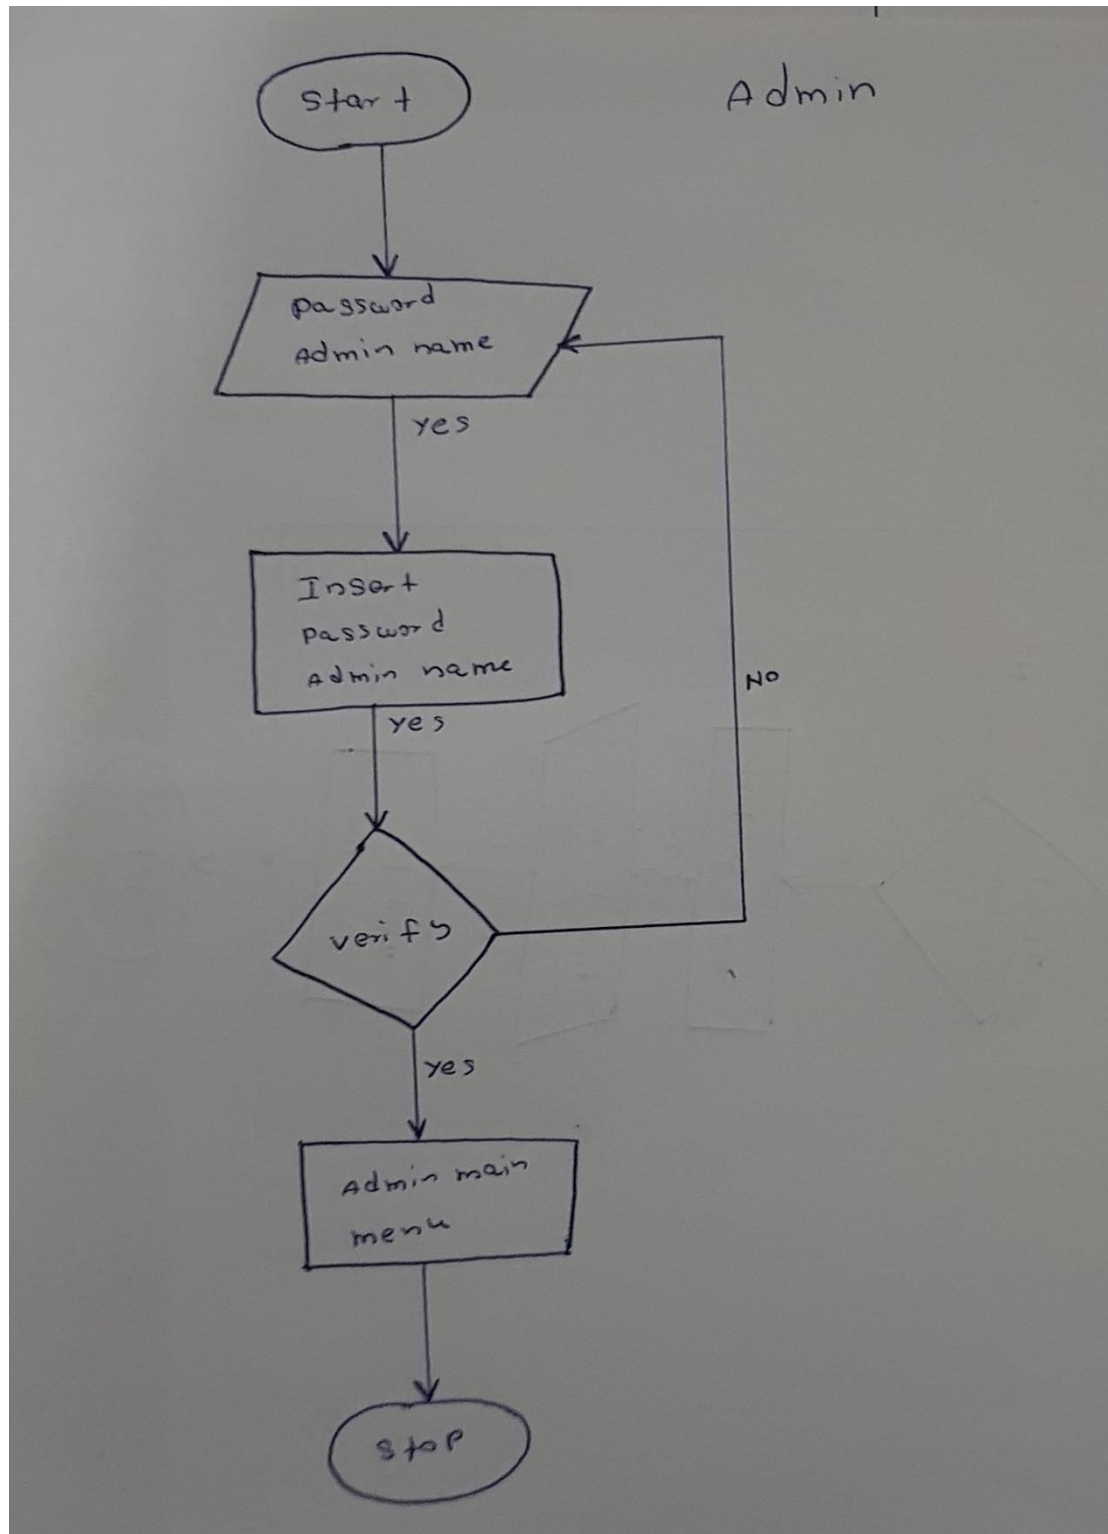 Start
Admin
password
Admin name
yes
Insert
password
Admin name
yes
NO
verify
yes
Admin main
menu
stop